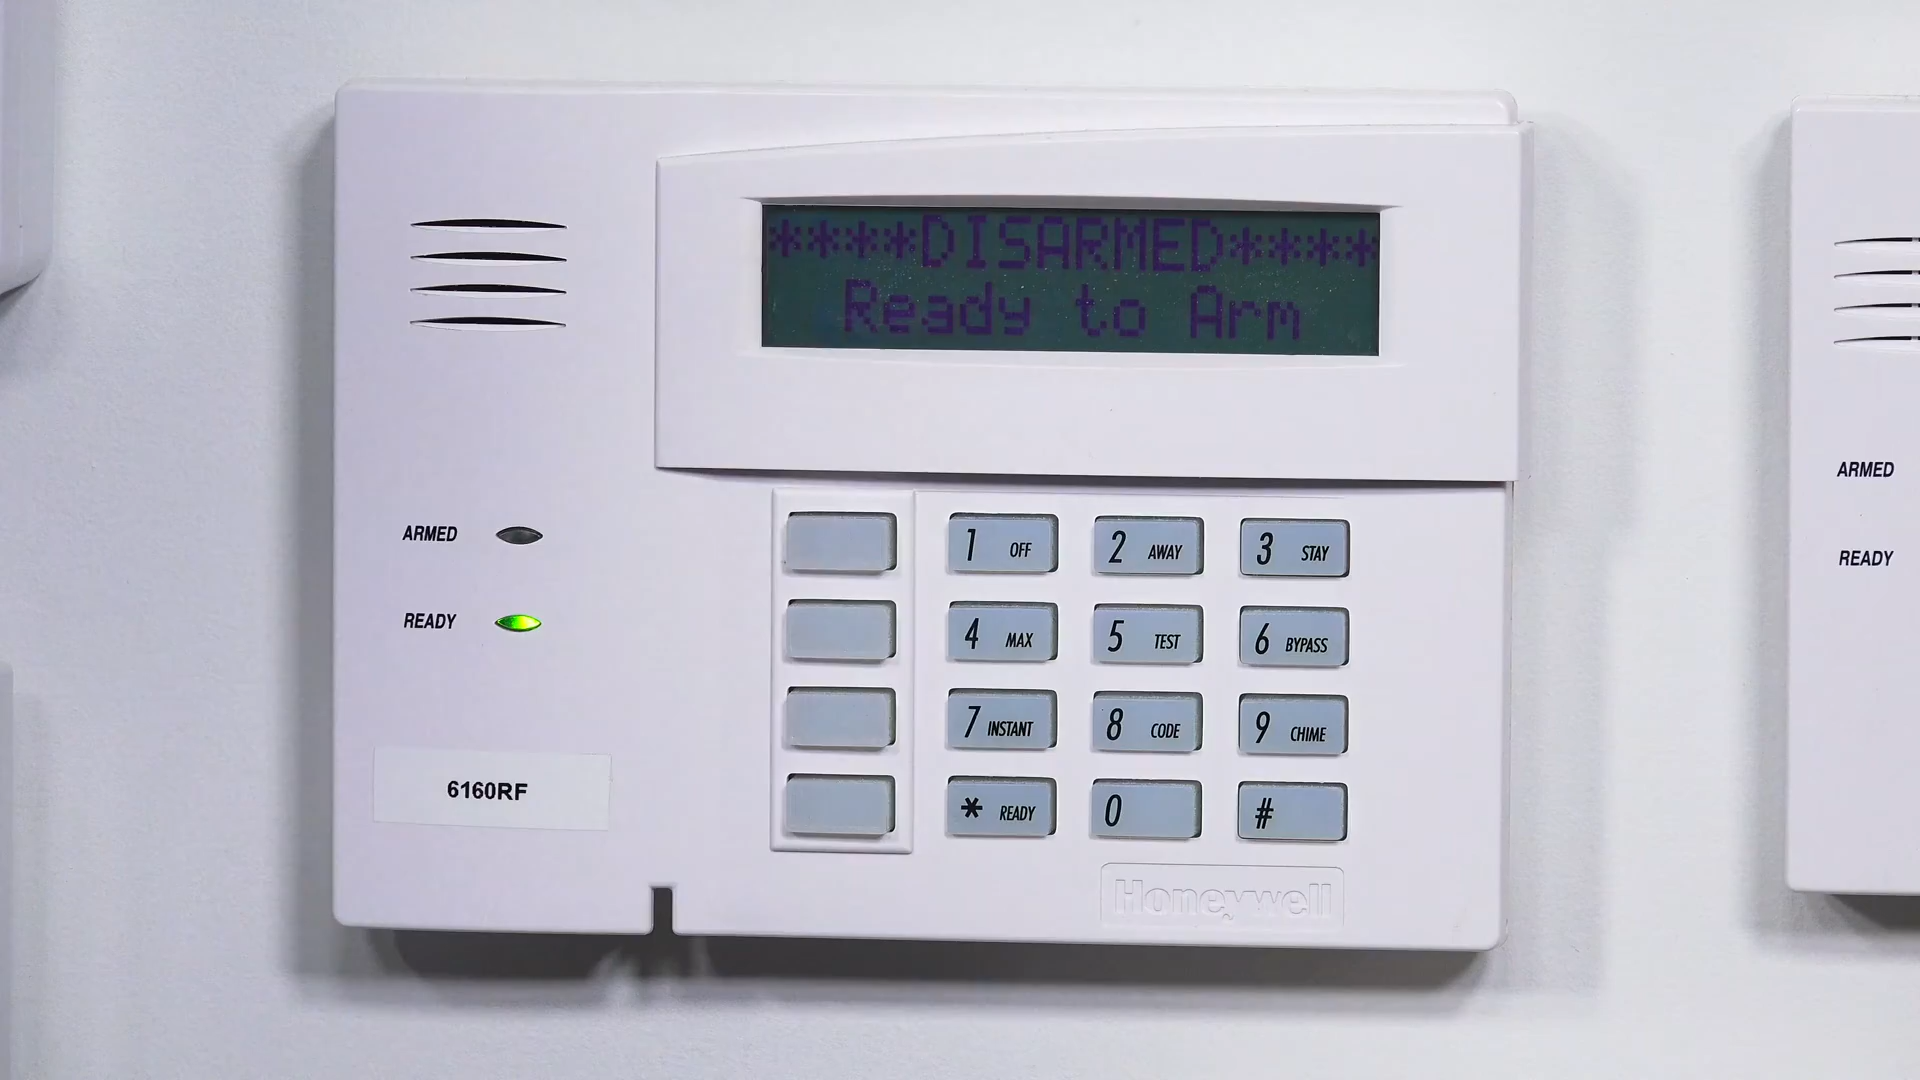 ****DISARMED****
Ready to Arm
ARMED
READY
6160RF
1 OFF
2 AWAY
3 STAY
4 MAX
5 TEST
6 BYPASS
7 INSTANT
8 CODE
9 CHIME
* READY
0
#
Honeywell
ARMED
READY